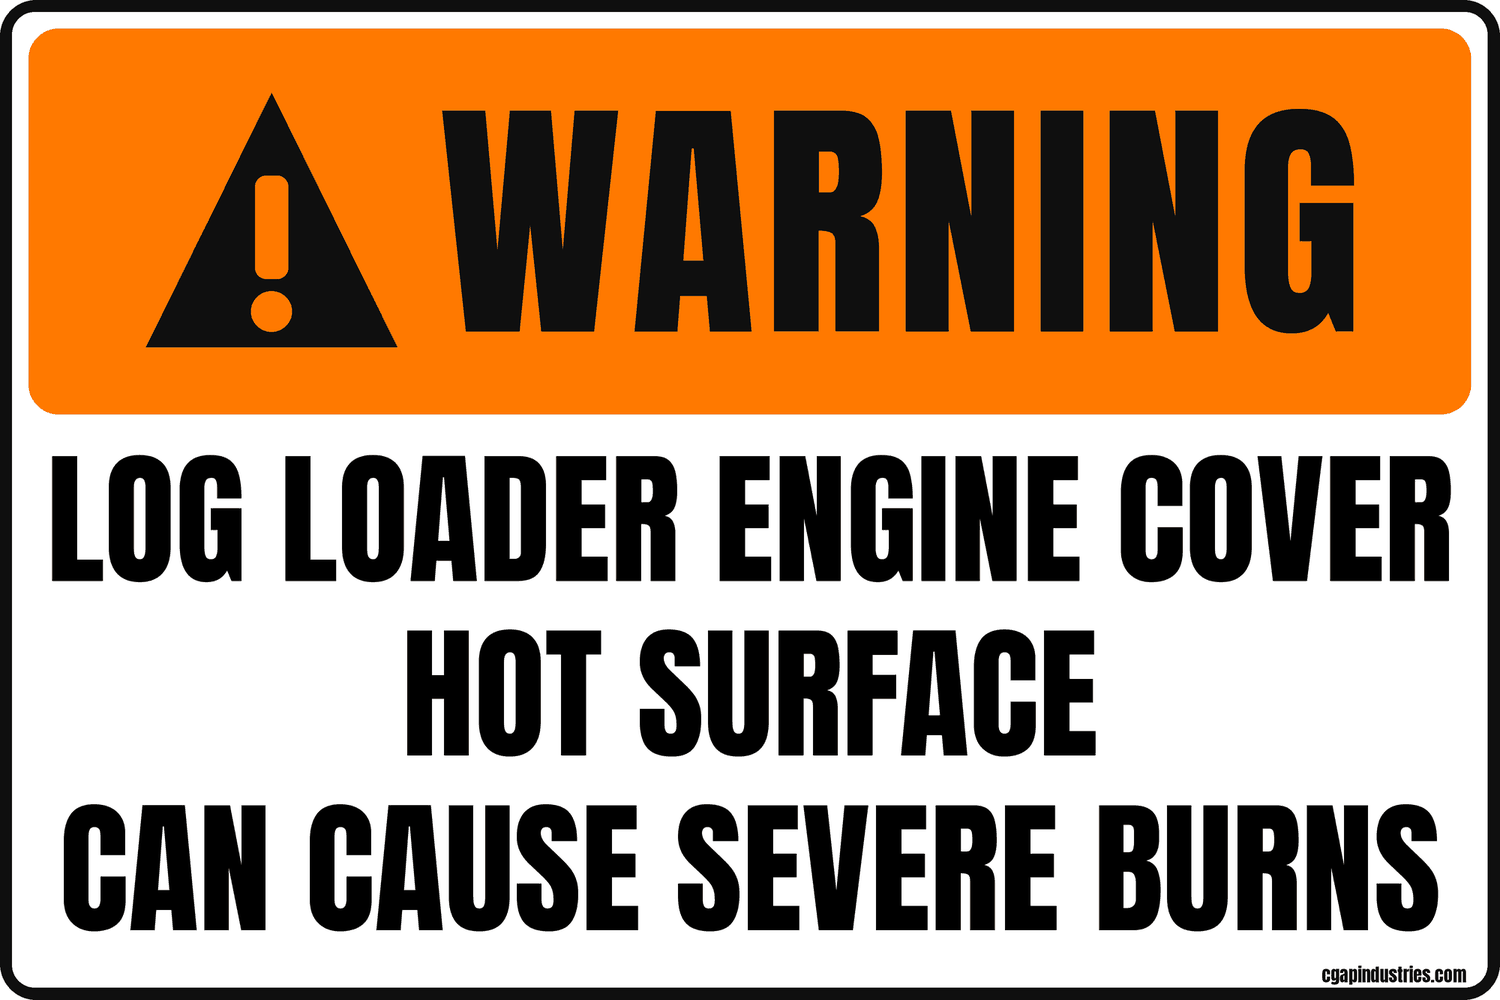 WARNING
LOG LOADER ENGINE COVER
HOT SURFACE
CAN CAUSE SEVERE BURNS
cgapindustries.com